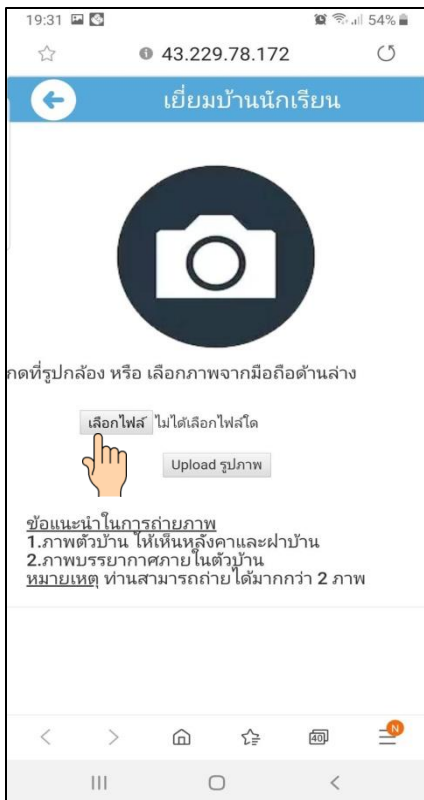 19:31 54%
43.229.78.172
เยี่ยมบ้านนักเรียน
กดที่รูปกล้อง หรือ เลือกภาพจากมือถือด้านล่าง
เลือกไฟล์ ไม่ได้เลือกไฟล์ใด
Upload รูปภาพ
ข้อแนะนำในการถ่ายภาพ
1.ภาพตัวบ้าน ให้เห็นหลังคาและฝาบ้าน
2.ภาพบรรยากาศภายในตัวบ้าน
หมายเหตุ ท่านสามารถถ่ายได้มากกว่า 2 ภาพ
40 N